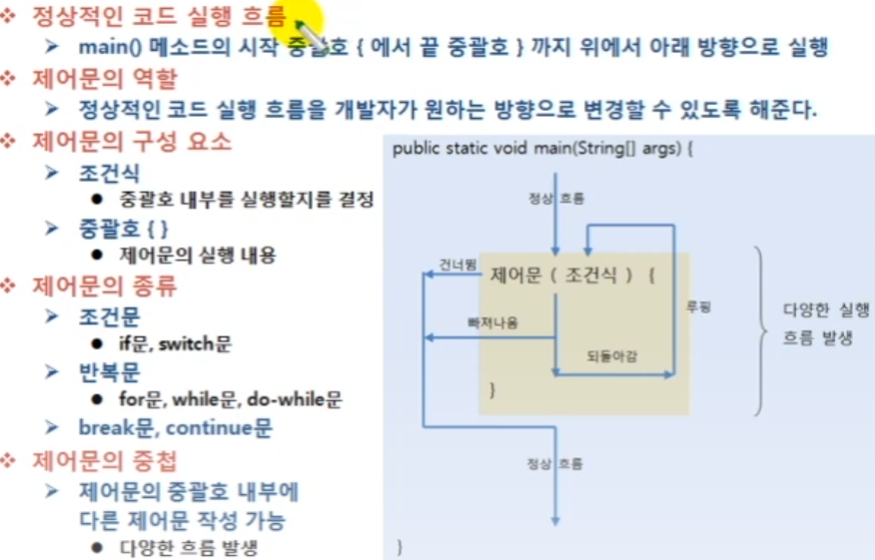 정상적인 코드 실행 흐름
main() 메소드의 시작 중괄호 { 에서 끝 중괄호 } 까지 위에서 아래 방향으로 실행
제어문의 역할
정상적인 코드 실행 흐름을 개발자가 원하는 방향으로 변경할 수 있도록 해준다.
제어문의 구성 요소
조건식
중괄호 내부를 실행할지를 결정
중괄호 { }
제어문의 실행 내용
제어문의 종류
조건문
if문, switch문
반복문
for문, while문, do-while문
break문, continue문
제어문의 중첩
제어문의 중괄호 내부에
다른 제어문 작성 가능
다양한 흐름 발생
public static void main(String[] args) {
정상 흐름
건너뜀
제어문 ( 조건식 ) {
루핑
빠져나옴
되돌아감
}
다양한 실행
흐름 발생
정상 흐름
}